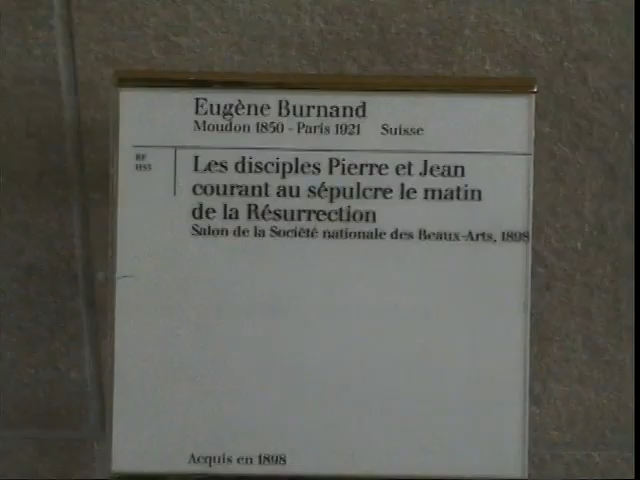 Eugène Burnand
Moudon 1850 - Paris 1921 Suisse
RF
Les disciples Pierre et Jean
courant au sépulcre le matin
de la Résurrection
Salon de la Société nationale des Beaux-Arts, 1898
Acquis en 1898